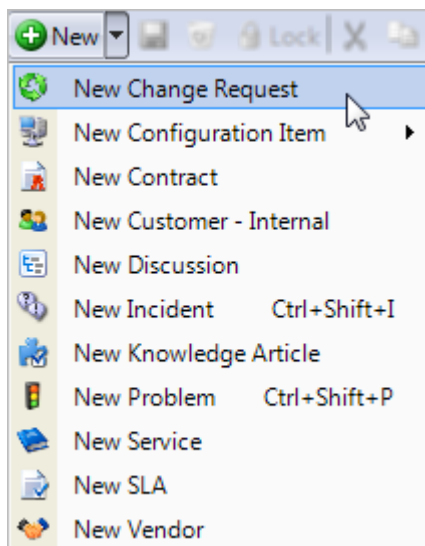 New Lock
New Change Request
New Configuration Item
New Contract
New Customer - Internal
New Discussion
New Incident Ctrl+Shift+I
New Knowledge Article
New Problem Ctrl+Shift+P
New Service
New SLA
New Vendor